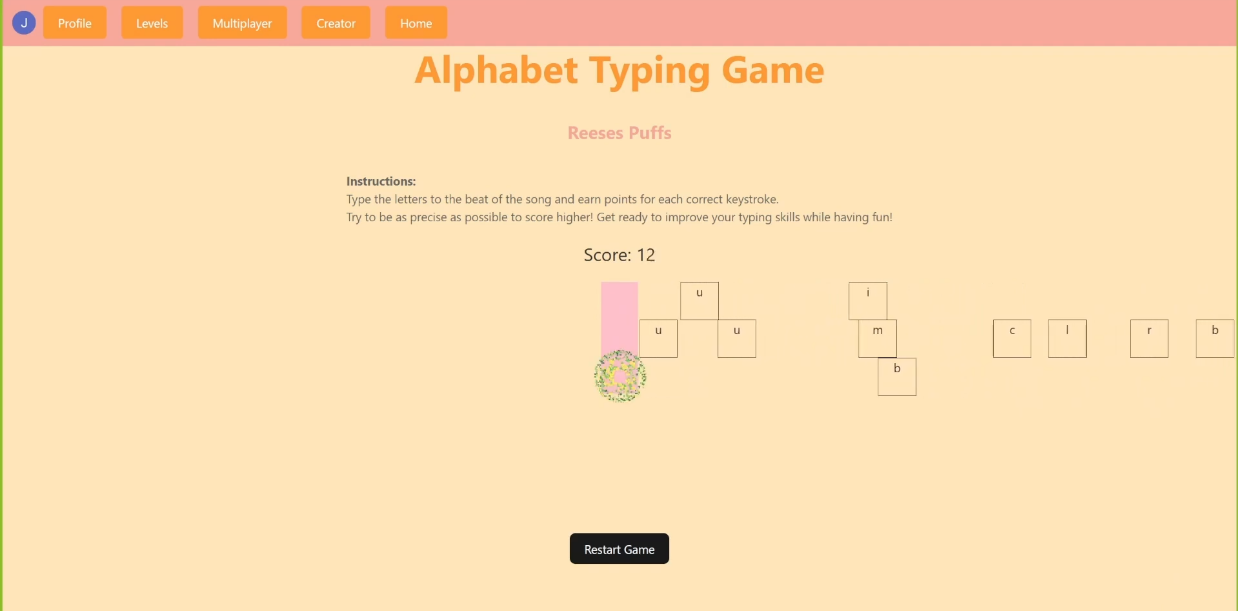 J Profile Levels Multiplayer Creator Home
Alphabet Typing Game
Reeses Puffs
Instructions:
Type the letters to the beat of the song and earn points for each correct keystroke.
Try to be as precise as possible to score higher! Get ready to improve your typing skills while having fun!
Score: 12
u i
u u m c l r b
b
Restart Game